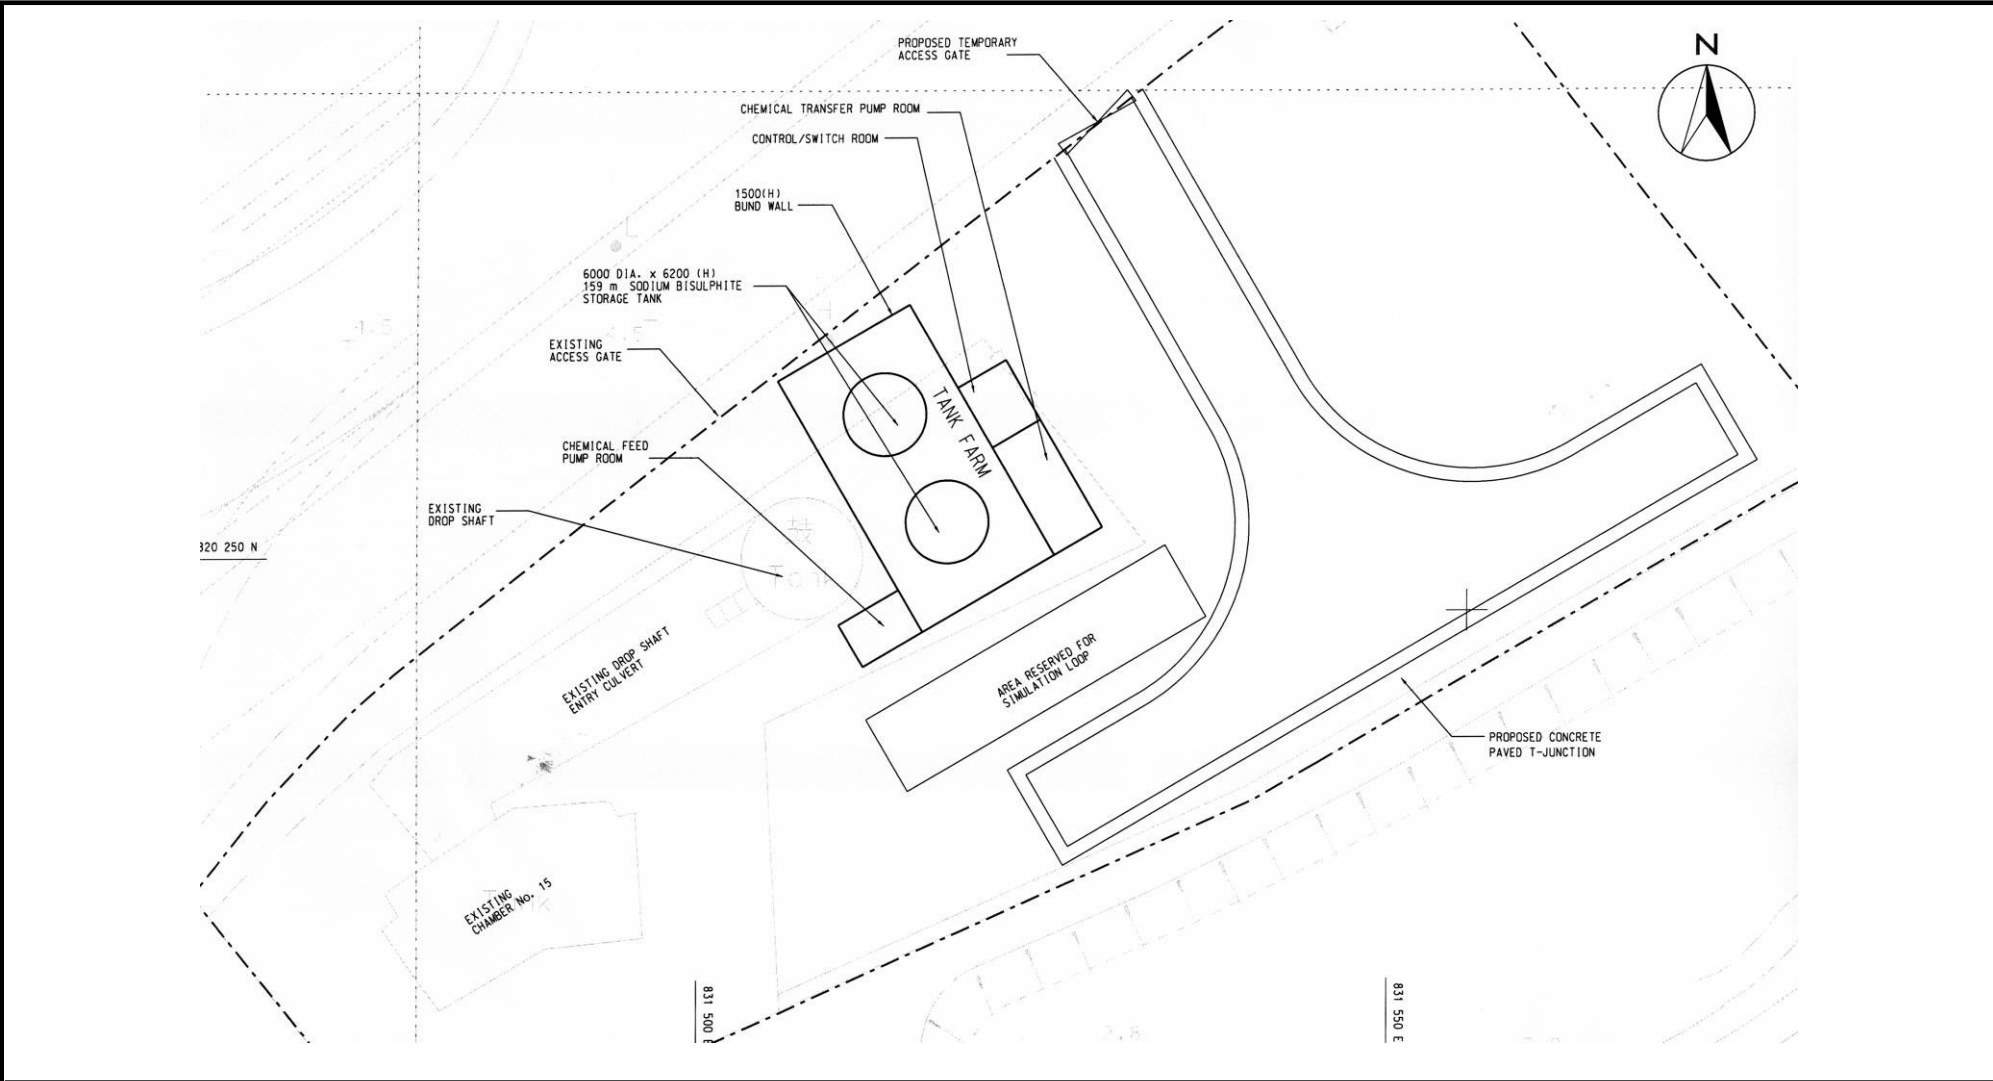 PROPOSED TEMPORARY
ACCESS GATE
N
CHEMICAL TRANSFER PUMP ROOM
CONTROL/SWITCH ROOM
1500(H)
BUND WALL
6000 DIA. x 6200 (H)
159 m SODIUM BISULPHITE
STORAGE TANK
EXISTING
ACCESS GATE
TANK FARM
CHEMICAL FEED
PUMP ROOM
EXISTING
DROP SHAFT
320 250 N
EXISTING DROP SHAFT
ENTRY CULVERT
AREA RESERVED FOR
SIMULATION LOOP
PROPOSED CONCRETE
PAVED T-JUNCTION
EXISTING
CHAMBER No. 15
831 500 E
831 550 E